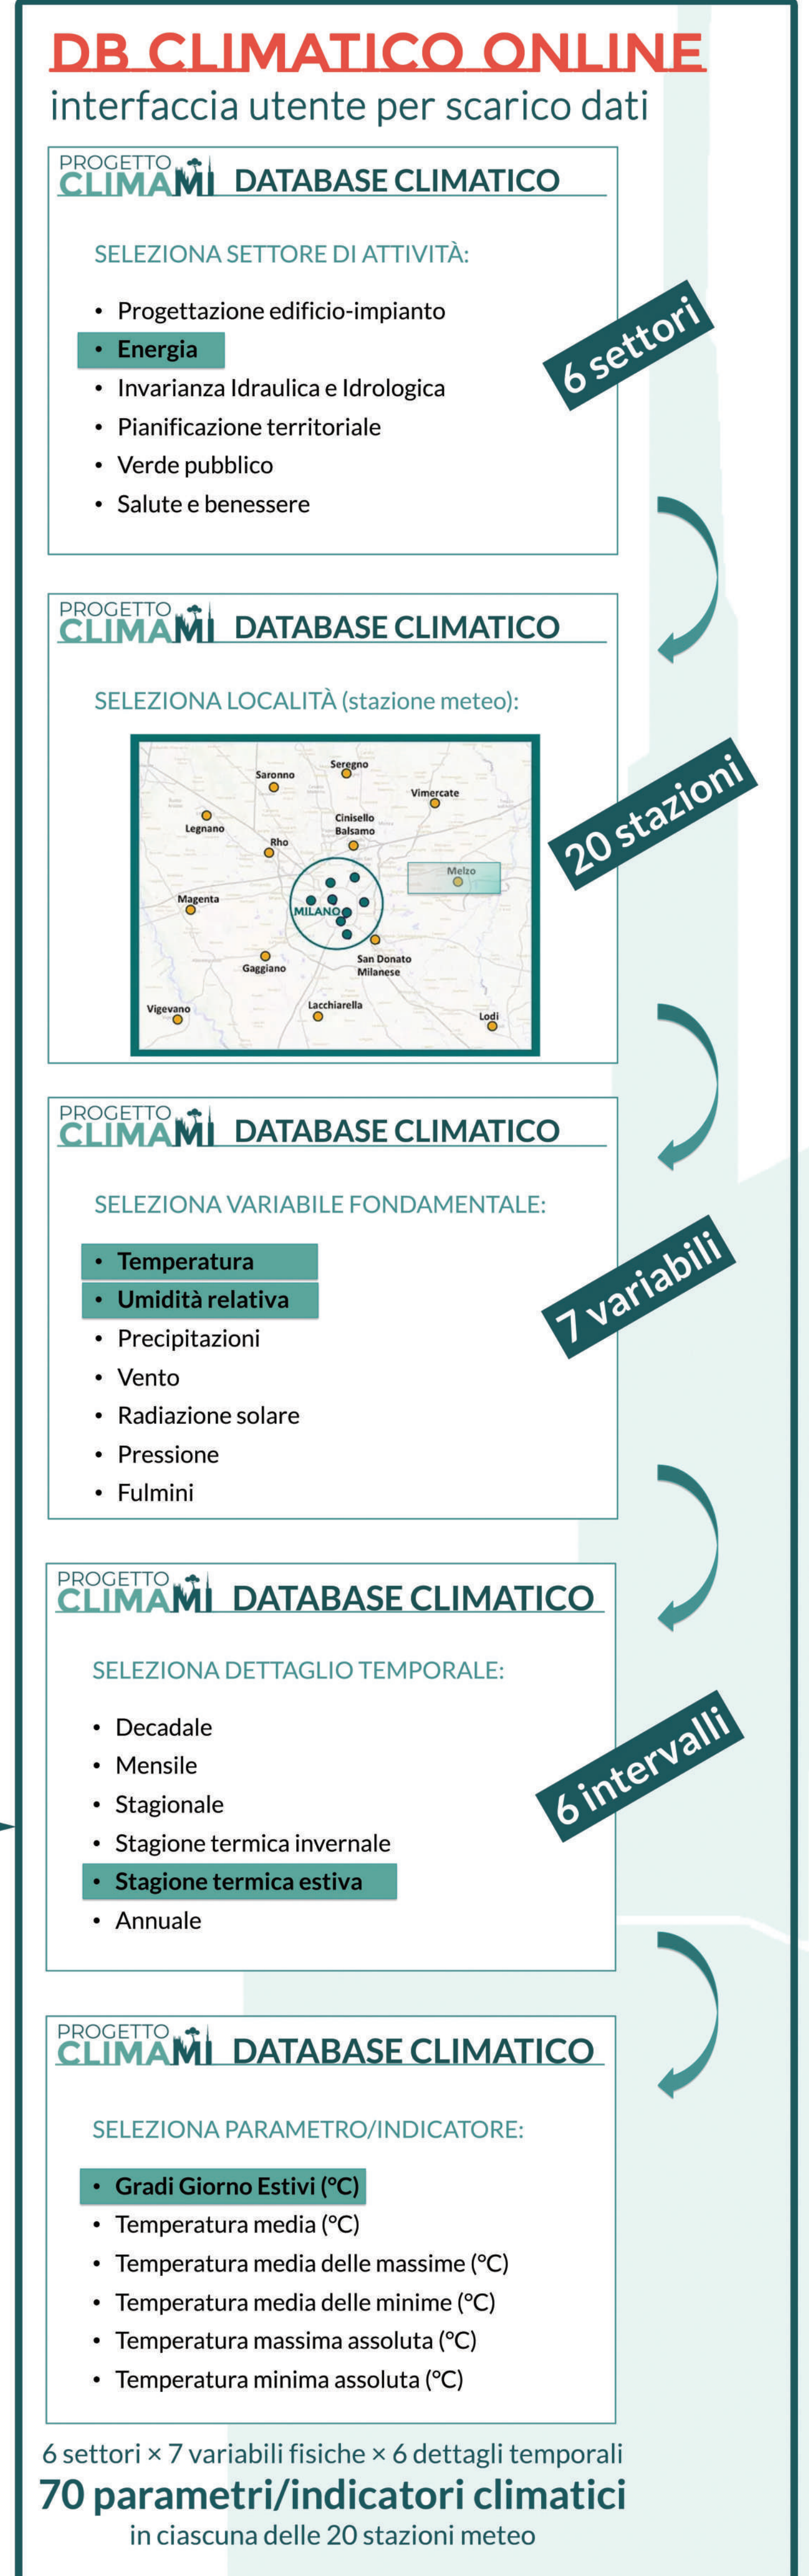 DB CLIMATICO ONLINE
interfaccia utente per scarico dati
PROGETTO
CLIMAMI DATABASE CLIMATICO
SELEZIONA SETTORE DI ATTIVITÀ:
• Progettazione edificio-impianto
• Energia
• Invarianza Idraulica e Idrologica
• Pianificazione territoriale
• Verde pubblico
• Salute e benessere
6 settori
PROGETTO
CLIMAMI DATABASE CLIMATICO
SELEZIONA LOCALITÀ (stazione meteo):
Seregno
Saronno
Vimercate
Legnano
Cinisello
Balsamo
Rho
Melzo
Magenta
MILANO
San Donato
Milanese
Gaggiano
Vigevano
Lacchiarella
Lodi
20 stazioni
PROGETTO
CLIMAMI DATABASE CLIMATICO
SELEZIONA VARIABILE FONDAMENTALE:
• Temperatura
• Umidità relativa
• Precipitazioni
• Vento
• Radiazione solare
• Pressione
• Fulmini
7 variabili
PROGETTO
CLIMAMI DATABASE CLIMATICO
SELEZIONA DETTAGLIO TEMPORALE:
• Decadale
• Mensile
• Stagionale
• Stagione termica invernale
• Stagione termica estiva
• Annuale
6 intervalli
PROGETTO
CLIMAMI DATABASE CLIMATICO
SELEZIONA PARAMETRO/INDICATORE:
• Gradi Giorno Estivi (°C)
• Temperatura media (°C)
• Temperatura media delle massime (°C)
• Temperatura media delle minime (°C)
• Temperatura massima assoluta (°C)
• Temperatura minima assoluta (°C)
6 settori × 7 variabili fisiche × 6 dettagli temporali
70 parametri/indicatori climatici
in ciascuna delle 20 stazioni meteo